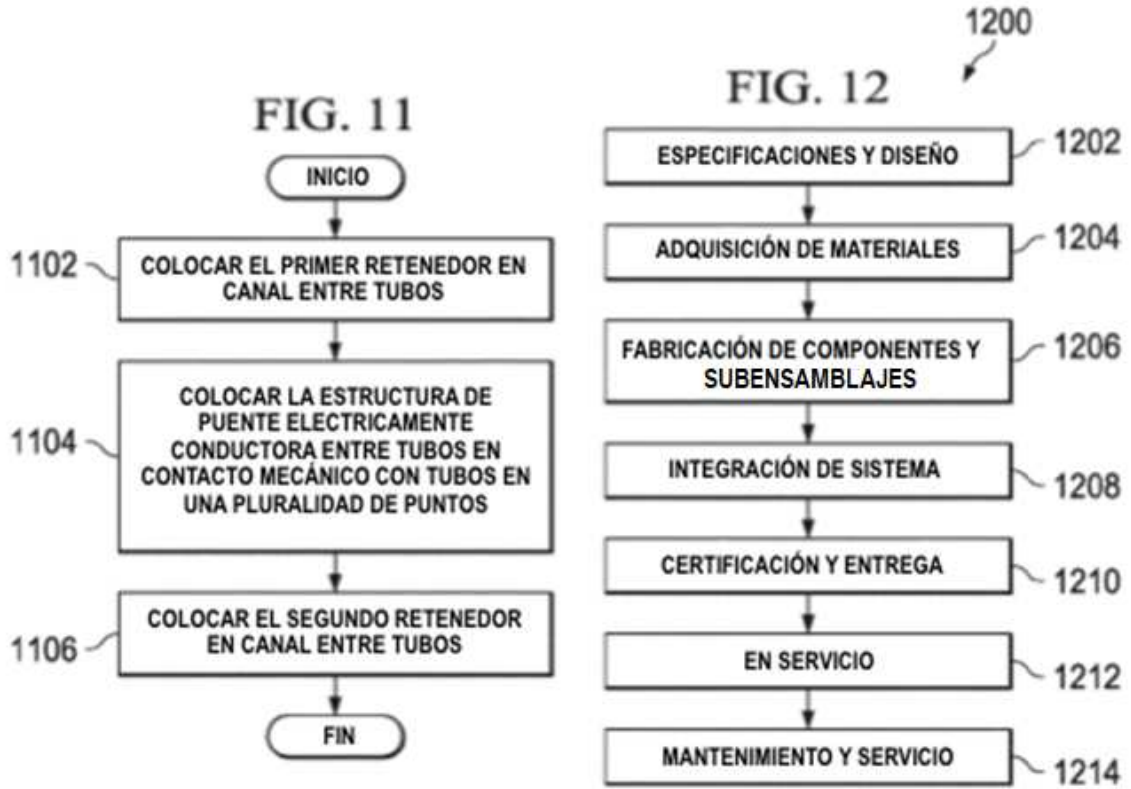 FIG. 11
INICIO
1102
COLOCAR EL PRIMER RETENEDOR EN
CANAL ENTRE TUBOS
1104
COLOCAR LA ESTRUCTURA DE
PUENTE ELECTRICAMENTE
CONDUCTORA ENTRE TUBOS EN
CONTACTO MECÁNICO CON TUBOS EN
UNA PLURALIDAD DE PUNTOS
1106
COLOCAR EL SEGUNDO RETENEDOR
EN CANAL ENTRE TUBOS
FIN
1200
FIG. 12
ESPECIFICACIONES Y DISEÑO
1202
ADQUISICIÓN DE MATERIALES
1204
FABRICACIÓN DE COMPONENTES Y
SUBENSAMBLAJES
1206
INTEGRACIÓN DE SISTEMA
1208
CERTIFICACIÓN Y ENTREGA
1210
EN SERVICIO
1212
MANTENIMIENTO Y SERVICIO
1214